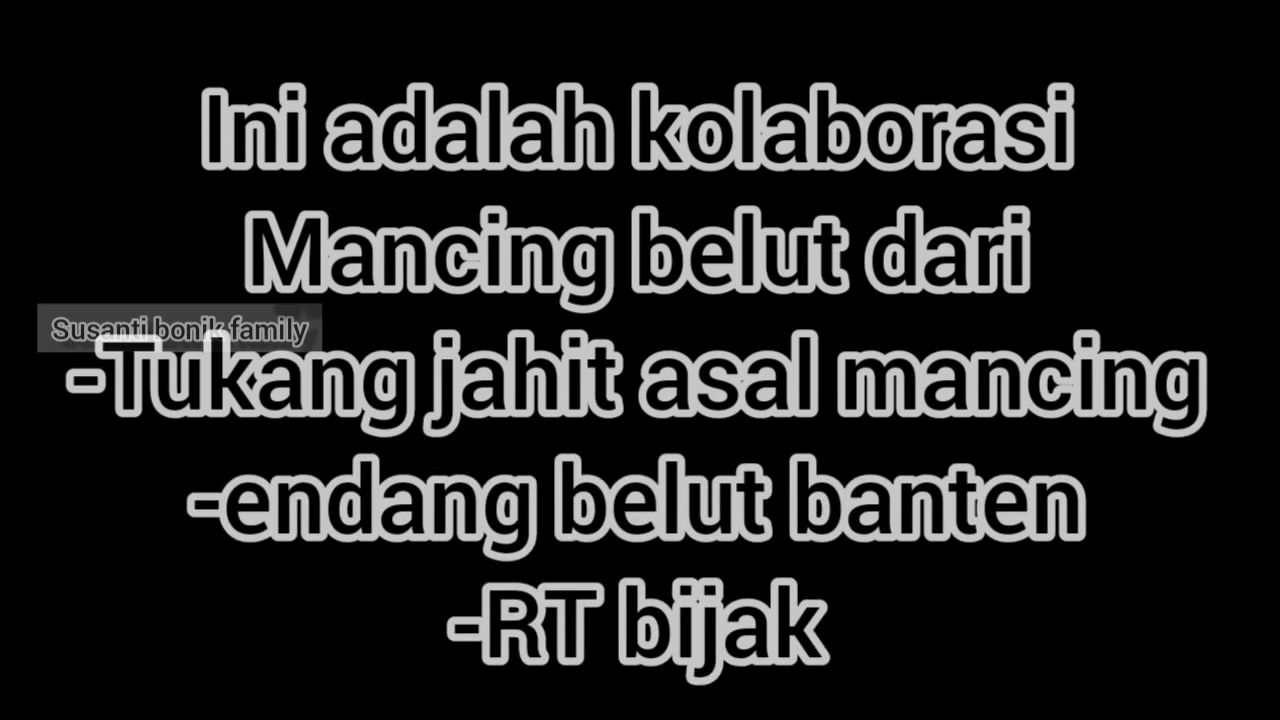 Ini adalah kolaborasi
Mancing belut dari
Susanti bonik family
-Tukang jahit asal mancing
-endang belut banten
-RT bijak